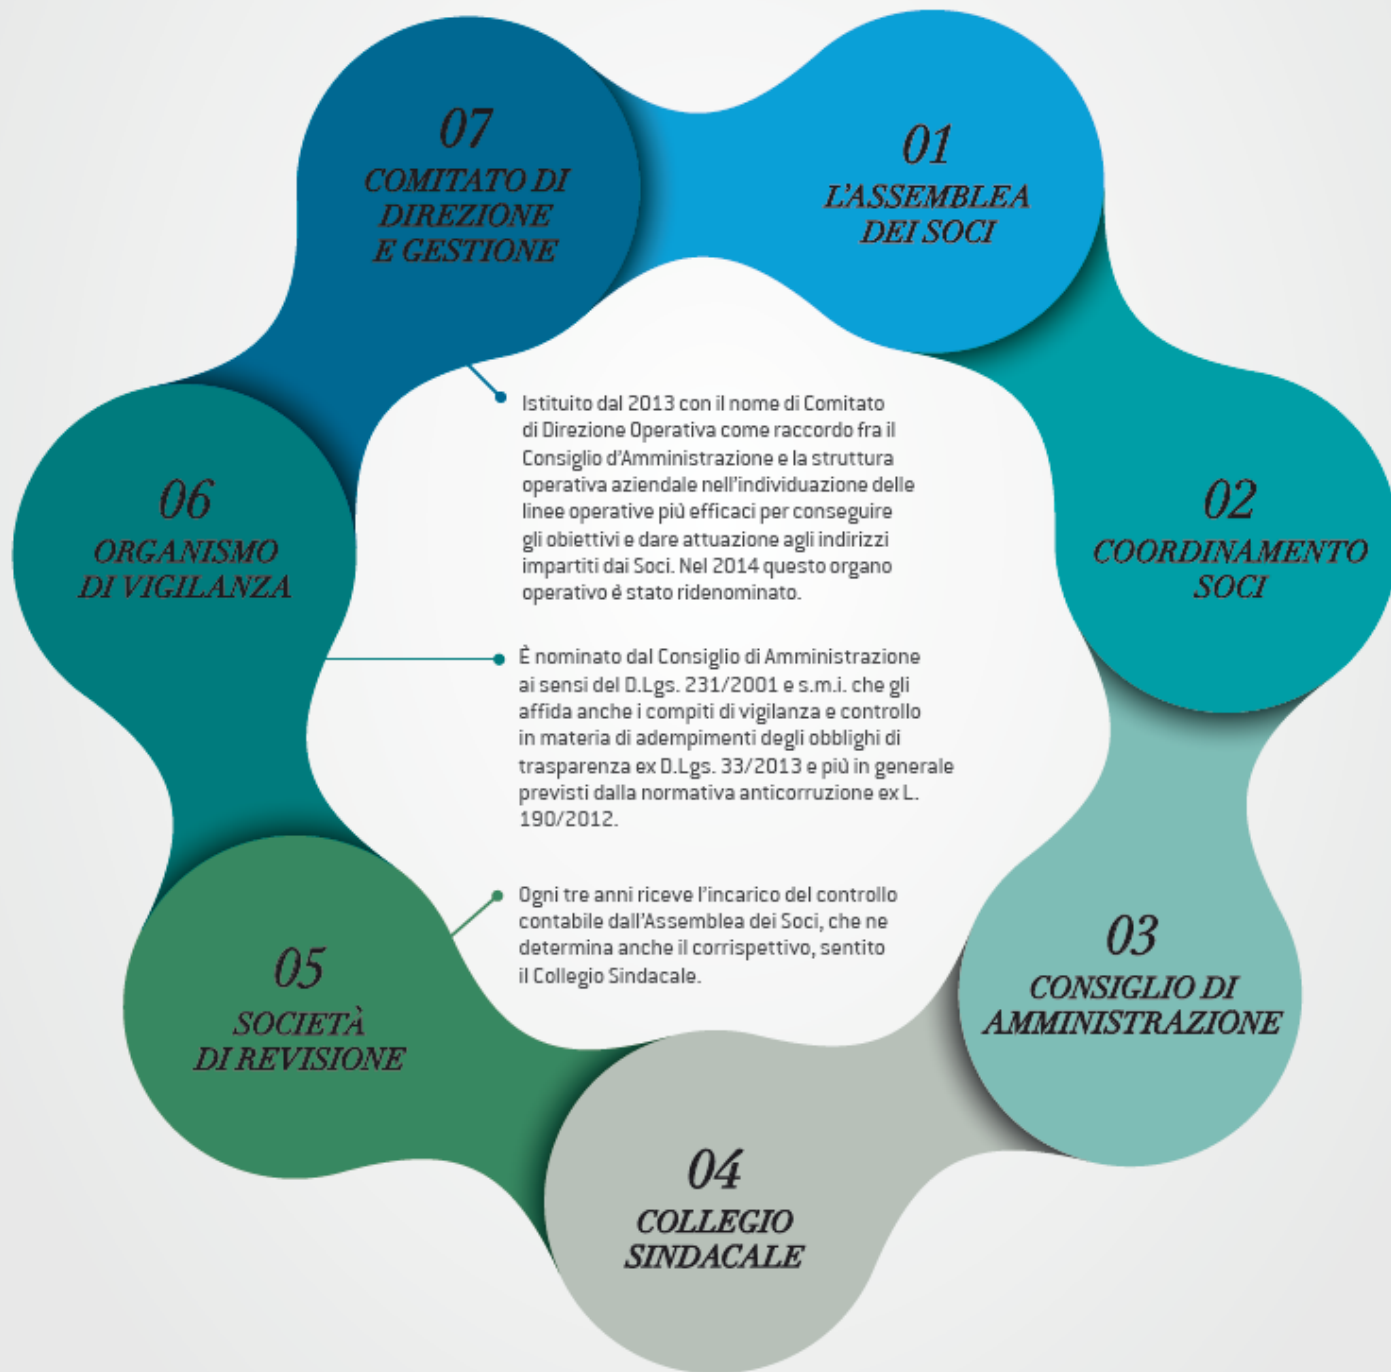 07
COMITATO DI
DIREZIONE
E GESTIONE
01
L'ASSEMBLEA
DEI SOCI
02
COORDINAMENTO
SOCI
03
CONSIGLIO DI
AMMINISTRAZIONE
04
COLLEGIO
SINDACALE
05
SOCIETÀ
DI REVISIONE
06
ORGANISMO
DI VIGILANZA
Istituito dal 2013 con il nome di Comitato
di Direzione Operativa come raccordo fra il
Consiglio d'Amministrazione e la struttura
operativa aziendale nell'individuazione delle
linee operative più efficaci per conseguire
gli obiettivi e dare attuazione agli indirizzi
impartiti dai Soci. Nel 2014 questo organo
operativo è stato ridenominato.
È nominato dal Consiglio di Amministrazione
ai sensi del D.Lgs. 231/2001 e s.m.i. che gli
affida anche i compiti di vigilanza e controllo
in materia di adempimenti degli obblighi di
trasparenza ex D.Lgs. 33/2013 e più in generale
previsti dalla normativa anticorruzione ex L.
190/2012.
Ogni tre anni riceve l'incarico del controllo
contabile dall'Assemblea dei Soci, che ne
determina anche il corrispettivo, sentito
il Collegio Sindacale.